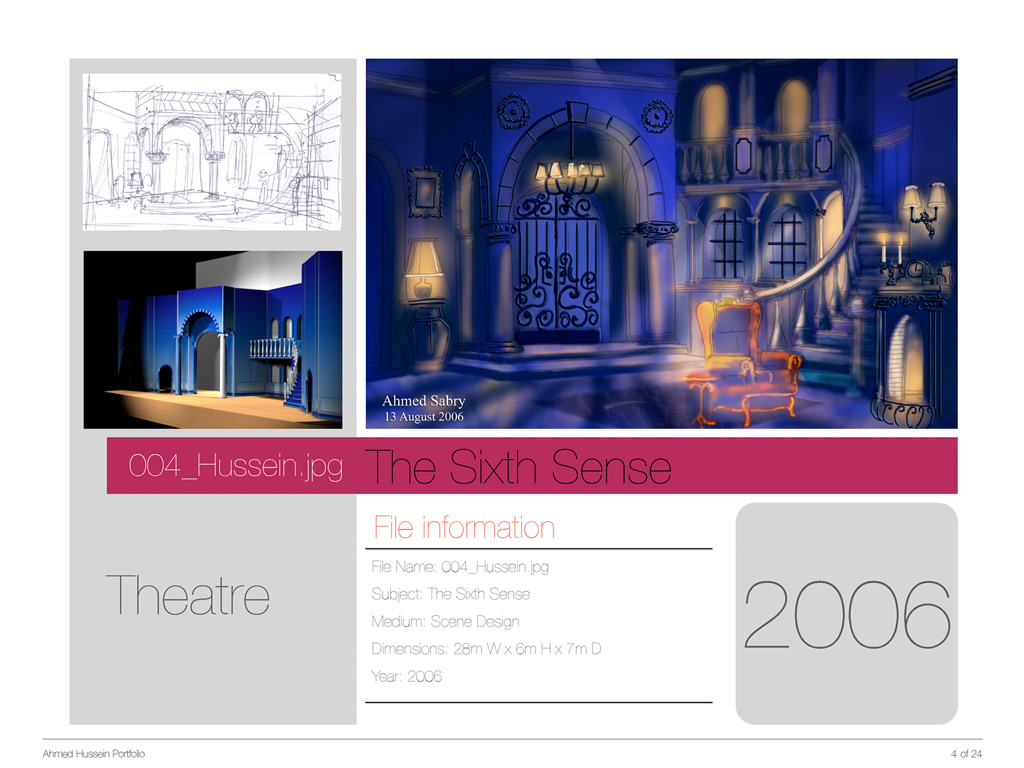 Ahmed Sabry
13 August 2006
004_Hussein.jpg
The Sixth Sense
Theatre
File information
File Name: 004_Hussein.jpg
Subject: The Sixth Sense
Medium: Scene Design
Dimensions: 28m W x 6m H x 7m D
Year: 2006
2006
Ahmed Hussein Portfolio
4 of 24